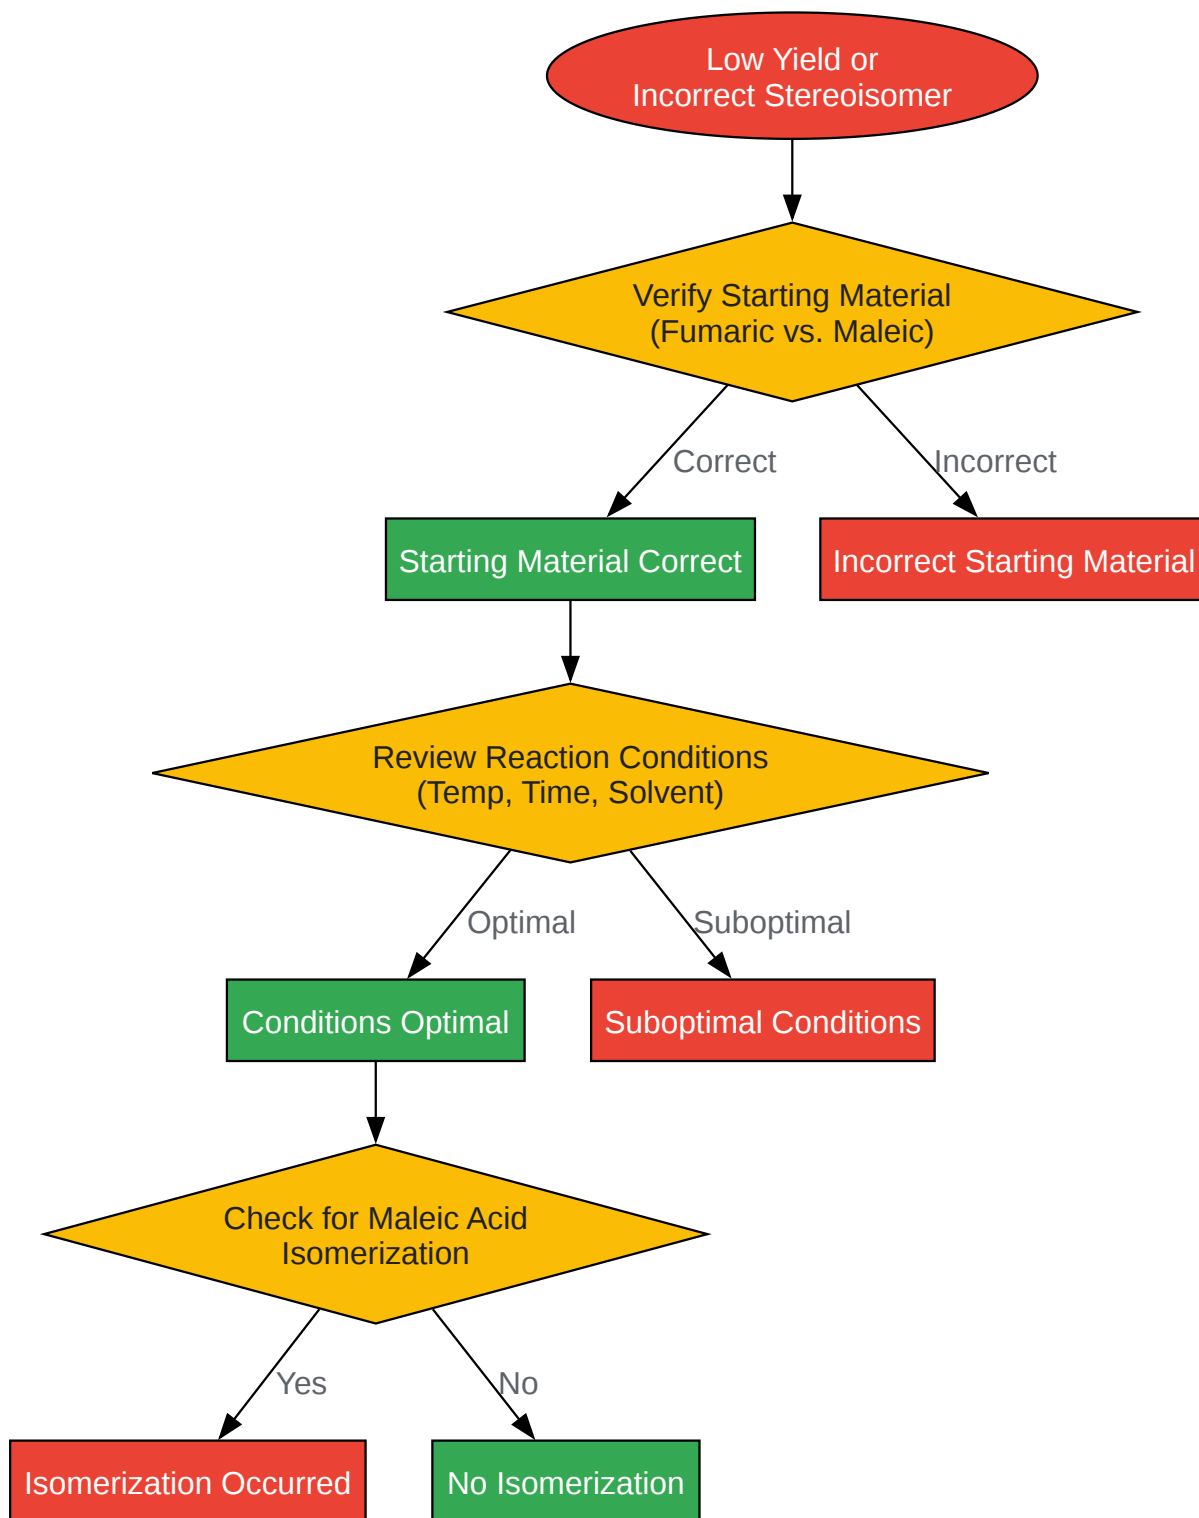 Low Yield or
Incorrect Stereoisomer
Verify Starting Material
(Fumaric vs. Maleic)
Correct
Incorrect
Starting Material Correct
Incorrect Starting Material
Review Reaction Conditions
(Temp, Time, Solvent)
Optimal
Suboptimal
Conditions Optimal
Suboptimal Conditions
Check for Maleic Acid
Isomerization
Yes
No
Isomerization Occurred
No Isomerization